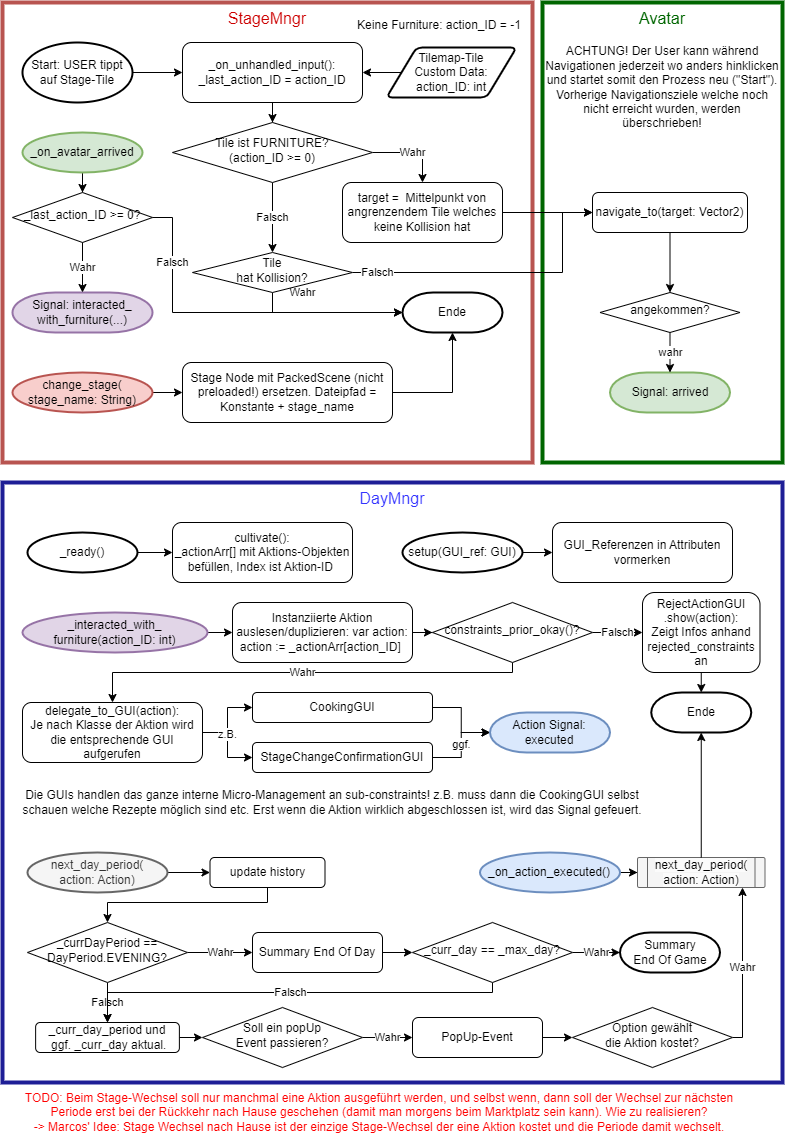 StageMngr
Keine Furniture: action_ID = -1
Start: USER tippt
auf Stage-Tile
_on_unhandled_input():
_last_action_ID = action_ID
Tilemap-Tile
Custom Data:
action_ID: int
_on_avatar_arrived
Tile ist FURNITURE?
(action_ID >= 0)
Wahr
_last_action_ID >= 0?
target = Mittelpunkt von
angrenzendem Tile welches
keine Kollision hat
Falsch
Wahr
Falsch
Tile
hat Kollision?
Falsch
Wahr
Signal: interacted_
with_furniture(...)
Ende
change_stage(
stage_name: String)
Stage Node mit PackedScene (nicht
preloaded!) ersetzen. Dateipfad =
Konstante + stage_name
Avatar
ACHTUNG! Der User kann während
Navigationen jederzeit wo anders hinklicken
und startet somit den Prozess neu ("Start").
Vorherige Navigationsziele welche noch
nicht erreicht wurden, werden
überschrieben!
navigate_to(target: Vector2)
angekommen?
wahr
Signal: arrived
DayMngr
_ready()
cultivate():
_actionArr[] mit Aktions-Objekten
befüllen, Index ist Aktion-ID
setup(GUI_ref: GUI)
GUI_Referenzen in Attributen
vormerken
_interacted_with_
furniture(action_ID: int)
Instanziierte Aktion
auslesen/duplizieren: var action:
action := _actionArr[action_ID]
constraints_prior_okay()?
Falsch
RejectActionGUI
.show(action):
Zeigt Infos anhand
rejected_constraints
an
Wahr
delegate_to_GUI(action):
Je nach Klasse der Aktion wird
die entsprechende GUI
aufgerufen
z.B.
CookingGUI
StageChangeConfirmationGUI
ggf.
Action Signal:
executed
Ende
Die GUIs handlen das ganze interne Micro-Management an sub-constraints! z.B. muss dann die CookingGUI selbst
schauen welche Rezepte möglich sind etc. Erst wenn die Aktion wirklich abgeschlossen ist, wird das Signal gefeuert.
next_day_period(
action: Action)
update history
_on_action_executed()
next_day_period(
action: Action)
_currDayPeriod ==
DayPeriod.EVENING?
Wahr
Summary End Of Day
_curr_day == _max_day?
Wahr
Summary
End Of Game
Wahr
Falsch
Falsch
_curr_day_period und
ggf. _curr_day aktual.
Soll ein popUp
Event passieren?
Wahr
PopUp-Event
Option gewählt
die Aktion kostet?
TODO: Beim Stage-Wechsel soll nur manchmal eine Aktion ausgeführt werden, und selbst wenn, dann soll der Wechsel zur nächsten
Periode erst bei der Rückkehr nach Hause geschehen (damit man morgens beim Marktplatz sein kann). Wie zu realisieren?
-> Marcos' Idee: Stage Wechsel nach Hause ist der einzige Stage-Wechsel der eine Aktion kostet und die Periode damit wechselt.